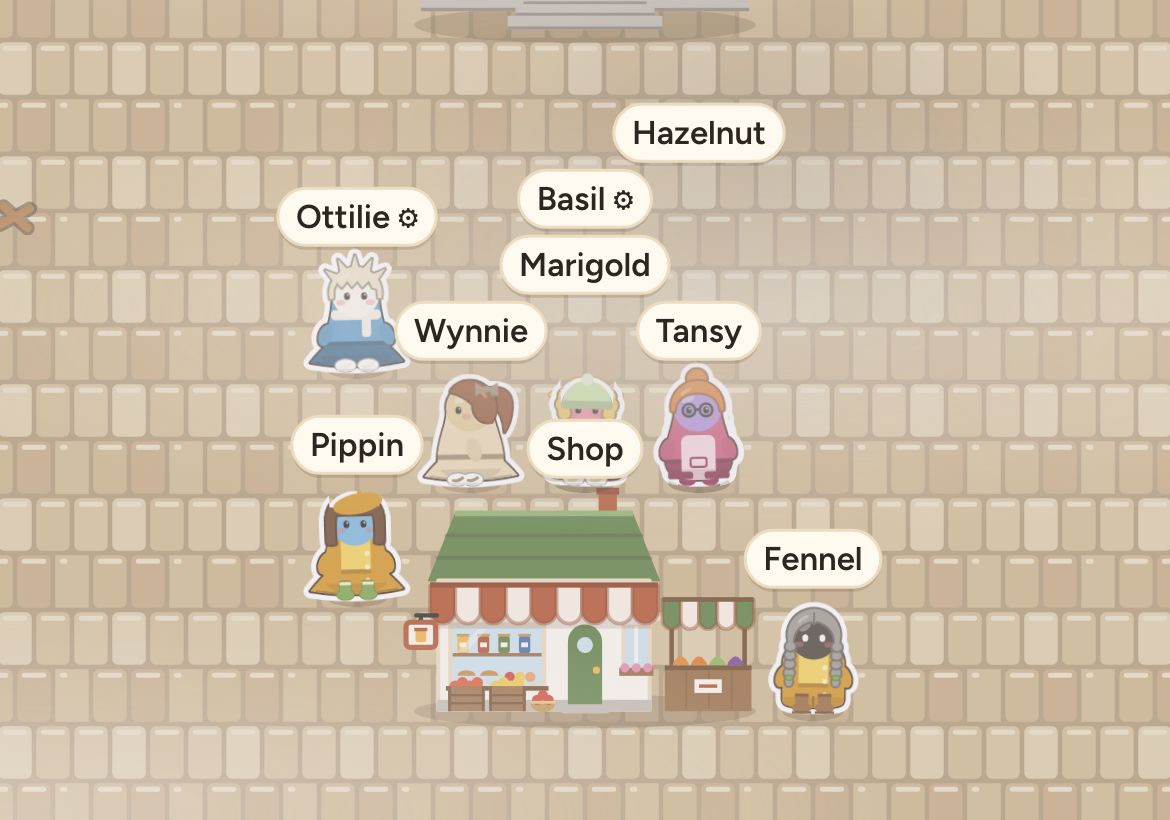 Hazelnut
Basil ⚙
Ottilie ⚙
Marigold
Wynnie
Tansy
Pippin
Shop
Fennel